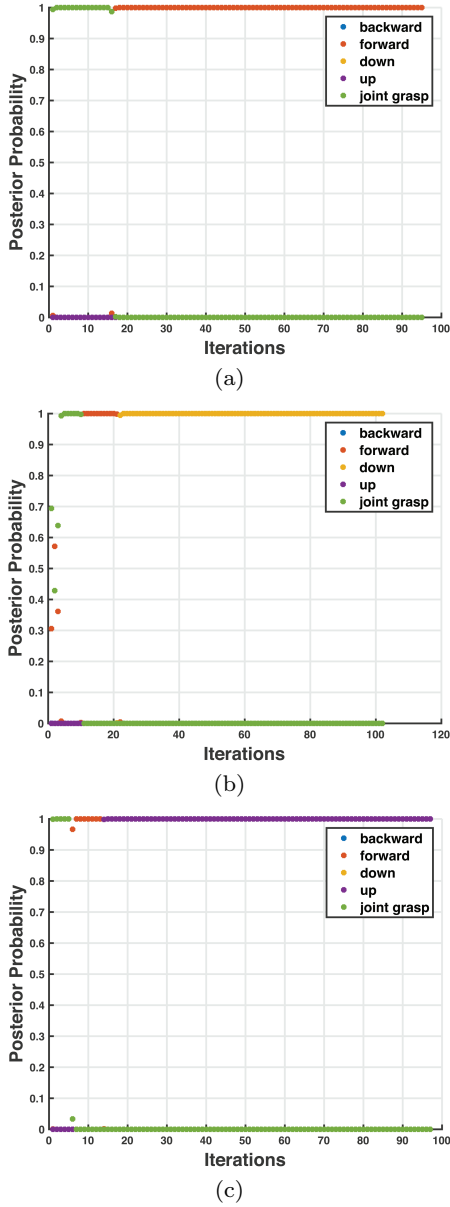 Posterior Probability
1
0.9
0.8
0.7
0.6
0.5
0.4
0.3
0.2
0.1
0
backward
forward
down
up
joint grasp
0 10 20 30 40 50 60 70 80 90 100
Iterations
(a)
Posterior Probability
1
0.9
0.8
0.7
0.6
0.5
0.4
0.3
0.2
0.1
0
backward
forward
down
up
joint grasp
0 20 40 60 80 100 120
Iterations
(b)
Posterior Probability
1
0.9
0.8
0.7
0.6
0.5
0.4
0.3
0.2
0.1
0
backward
forward
down
up
joint grasp
0 10 20 30 40 50 60 70 80 90 100
Iterations
(c)